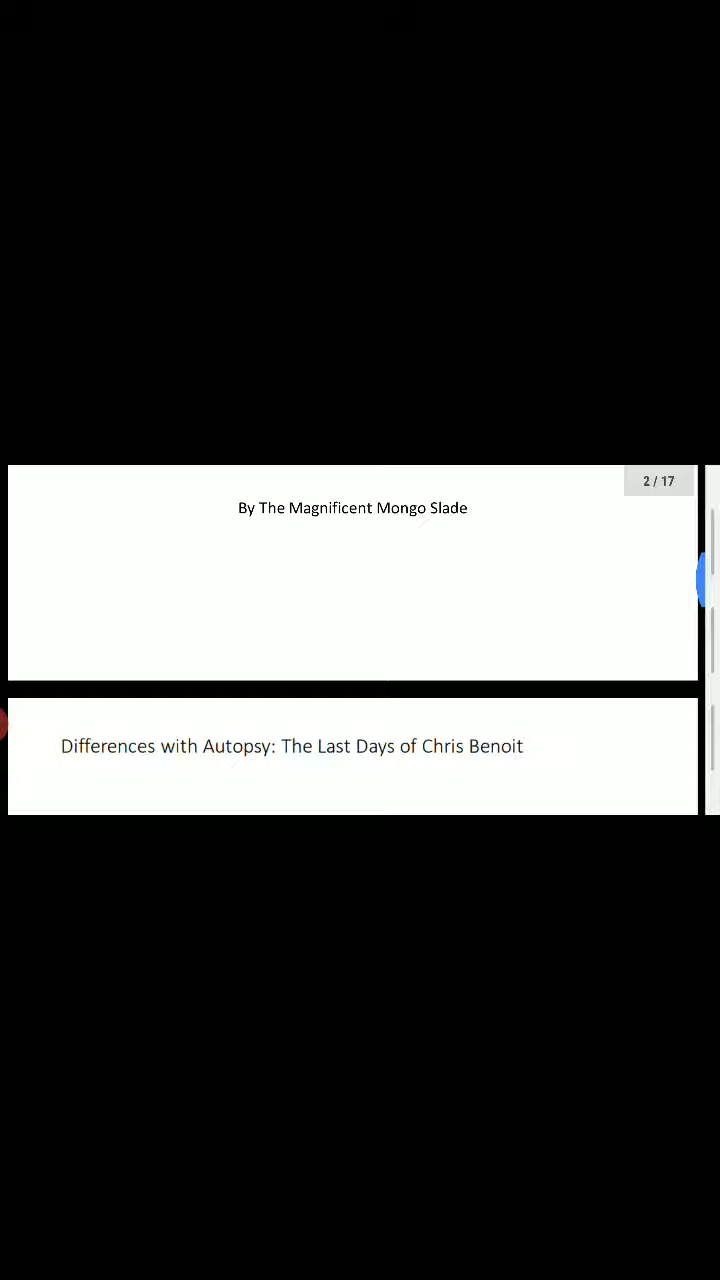 2 / 17
By The Magnificent Mongo Slade
Differences with Autopsy: The Last Days of Chris Benoit